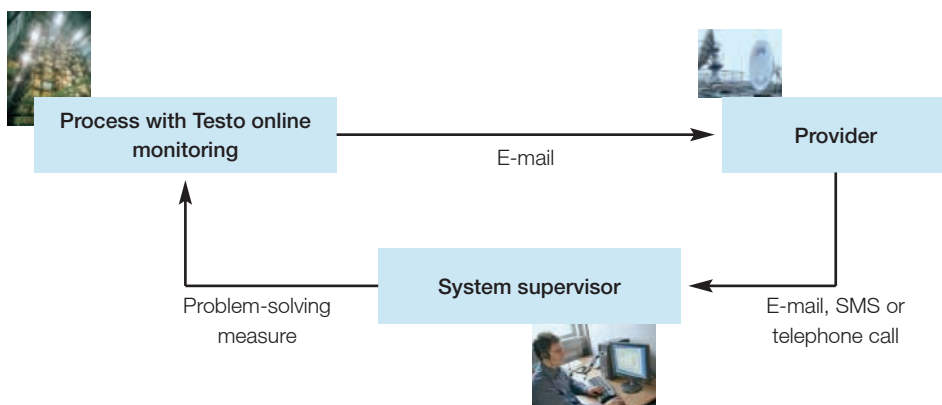 Process with Testo online
monitoring
E-mail
Provider
System supervisor
Problem-solving
measure
E-mail, SMS or
telephone call